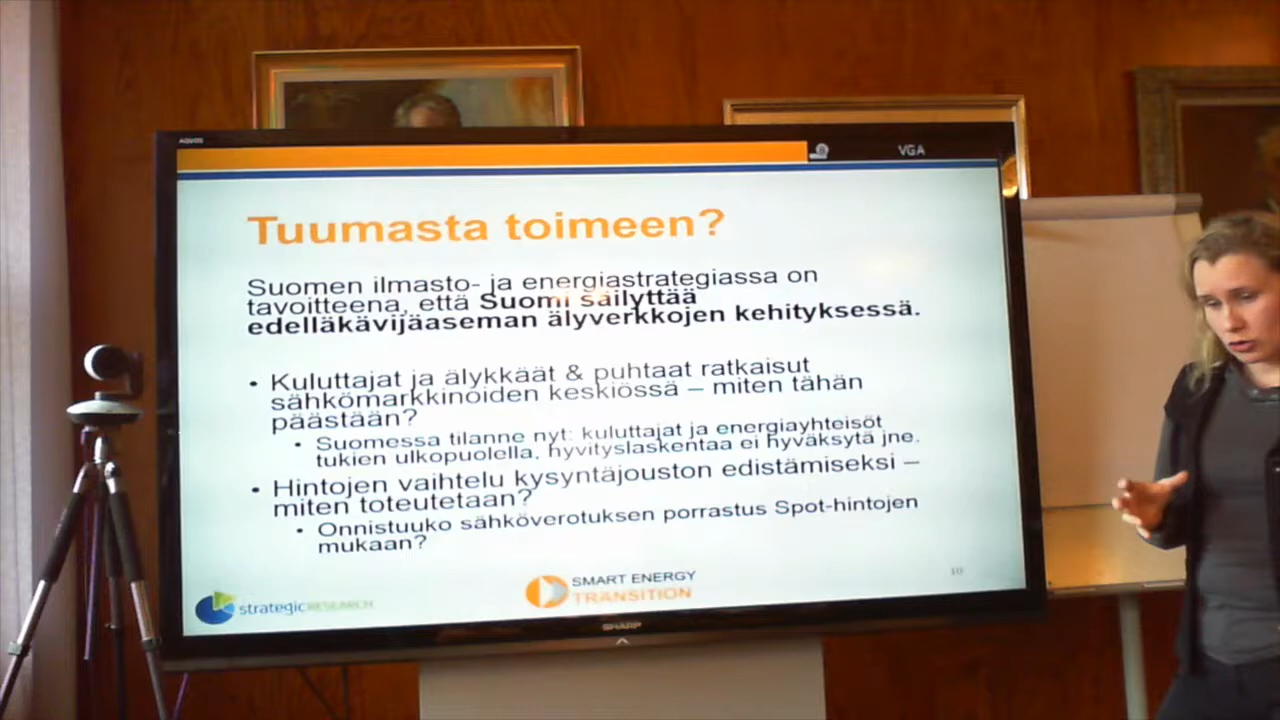 AQUOS
VGA
Tuumasta toimeen?
Suomen ilmasto- ja energiastrategiassa on
tavoitteena, että Suomi säilyttää
edelläkävijäaseman älyverkkojen kehityksessä.
• Kuluttajat ja älykkäät & puhtaat ratkaisut
sähkömarkkinoiden keskiössä – miten tähän
päästään?
• Suomessa tilanne nyt: kuluttajat ja energiayhteisöt
tukien ulkopuolella, hyvityslaskentaa ei hyväksytä jne.
• Hintojen vaihtelu kysyntäjouston edistämiseksi –
miten toteutetaan?
• Onnistuuko sähköverotuksen porrastus Spot-hintojen
mukaan?
10
strategicRESEARCH
SMART ENERGY
TRANSITION
SHARP